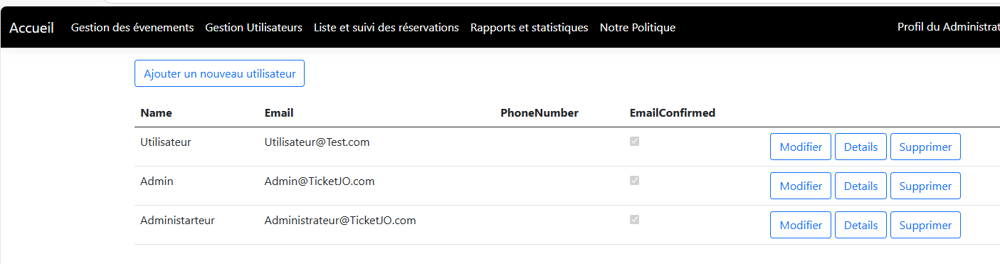 Accueil Gestion des évenements Gestion Utilisateurs Liste et suivi des réservations Rapports et statistiques Notre Politique Profil du Administrat
Ajouter un nouveau utilisateur
Name Email PhoneNumber EmailConfirmed
Utilisateur Utilisateur@Test.com Modifier Details Supprimer
Admin Admin@TicketJO.com Modifier Details Supprimer
Administarteur Administrateur@TicketJO.com Modifier Details Supprimer